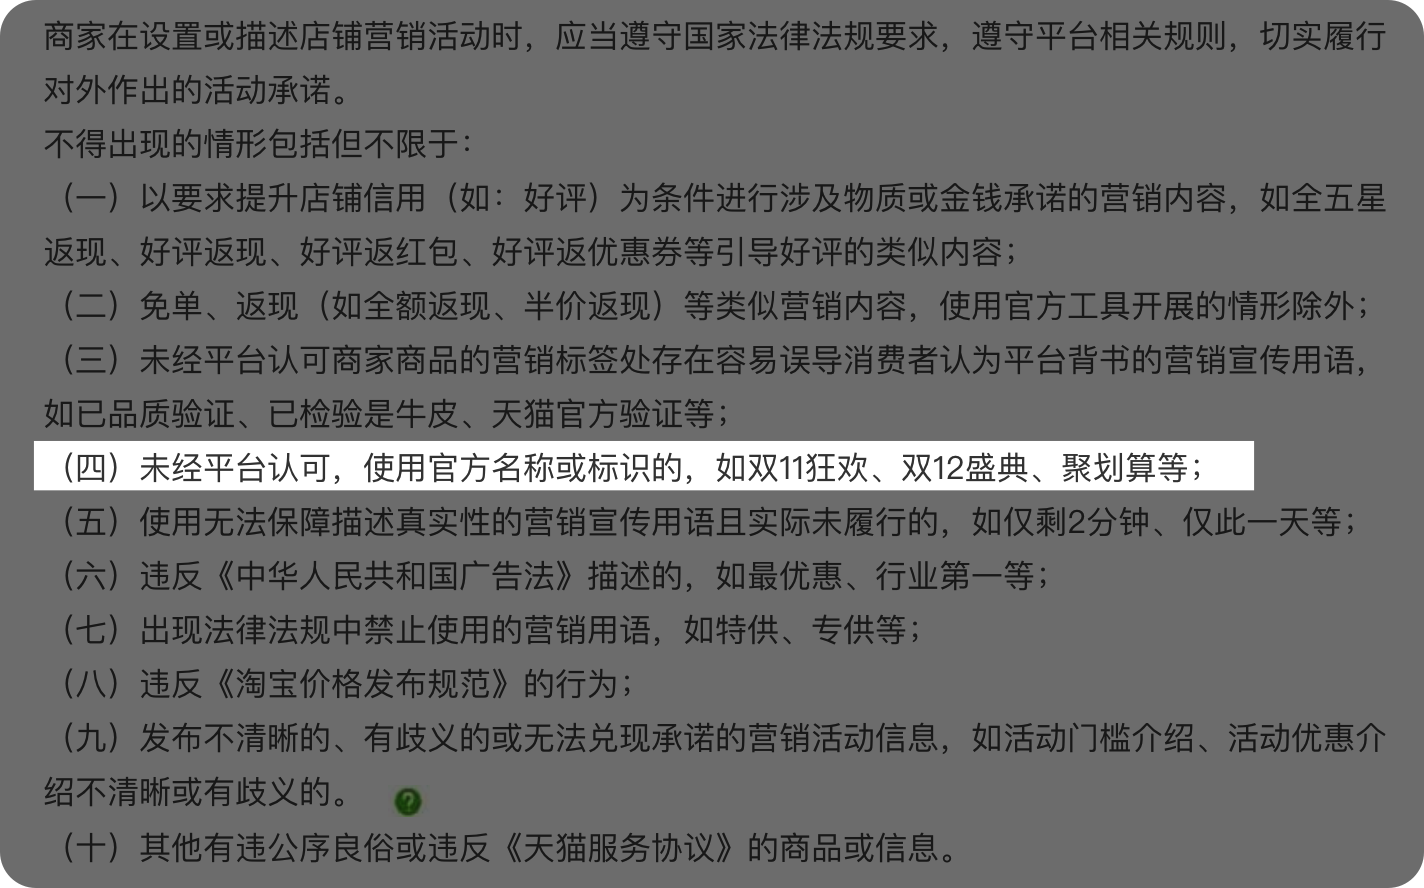 商家在设置或描述店铺营销活动时，应当遵守国家法律法规要求，遵守平台相关规则，切实履行
对外作出的活动承诺。
不得出现的情形包括但不限于：
（一）以要求提升店铺信用（如：好评）为条件进行涉及物质或金钱承诺的营销内容，如全五星
返现、好评返现、好评返红包、好评返优惠券等引导好评的类似内容；
（二）免单、返现（如全额返现、半价返现）等类似营销内容，使用官方工具开展的情形除外；
（三）未经平台认可商家商品的营销标签处存在容易误导消费者认为平台背书的营销宣传用语，
如已品质验证、已检验是牛皮、天猫官方验证等；
（四）未经平台认可，使用官方名称或标识的，如双11狂欢、双12盛典、聚划算等；
（五）使用无法保障描述真实性的营销宣传用语且实际未履行的，如仅剩2分钟、仅此一天等；
（六）违反《中华人民共和国广告法》描述的，如最优惠、行业第一等；
（七）出现法律法规中禁止使用的营销用语，如特供、专供等；
（八）违反《淘宝价格发布规范》的行为；
（九）发布不清晰的、有歧义的或无法兑现承诺的营销活动信息，如活动门槛介绍、活动优惠介
绍不清晰或有歧义的。 ?
（十）其他有违公序良俗或违反《天猫服务协议》的商品或信息。